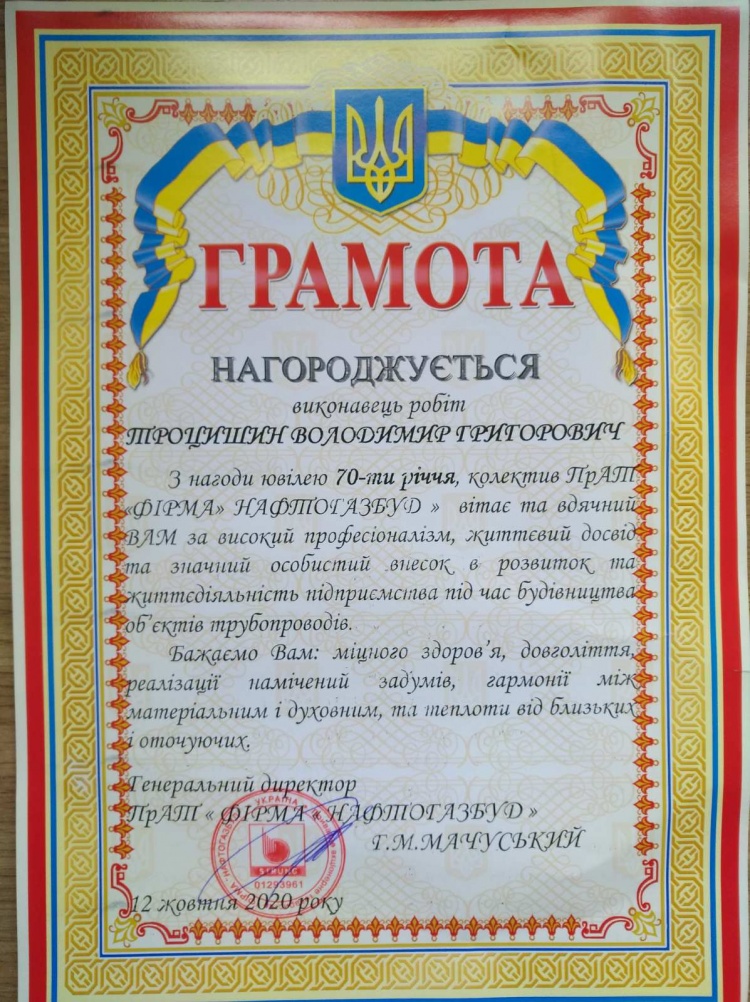 ГРАМОТА
НАГОРОДЖУЄТЬСЯ
виконавець робіт
ТРОЦИШИН ВОЛОДИМИР ГРИГОРОВИЧ
З нагоди ювілею 70-ти річчя, колектив ПрАТ
«ФІРМА» НАФТОГАЗБУД » вітає та вдячний
ВАМ за високий професіоналізм, життєвий досвід
та значний особистий внесок в розвиток та
життєдіяльність підприємства під час будівництва
об'єктів трубопроводів.
Бажаємо Вам: міцного здоров'я, довголіття,
реалізації намічений задумів, гармонії між
матеріальним і духовним, та теплоти від близьких
і оточуючих.
Генеральний директор
ПрАТ « ФІРМА « НАФТОГАЗБУД »
Г.М.МАЧУСЬКИЙ
УКРАЇНА
01293961
12 жовтня 2020 року